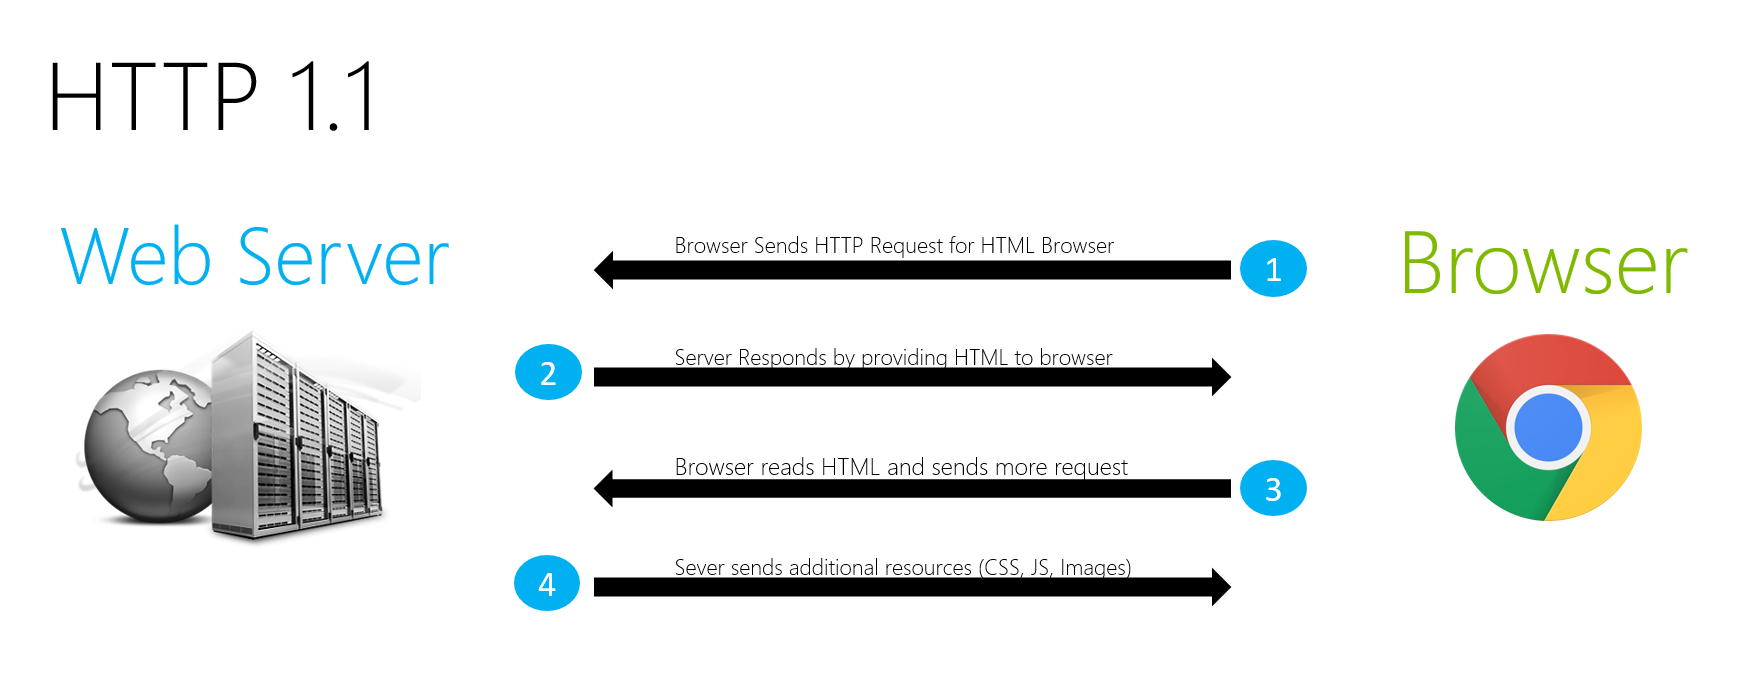 HTTP 1.1
Web Server
Browser
Browser Sends HTTP Request for HTML Browser
1
2
Server Responds by providing HTML to browser
Browser reads HTML and sends more request
3
4
Sever sends additional resources (CSS, JS, Images)